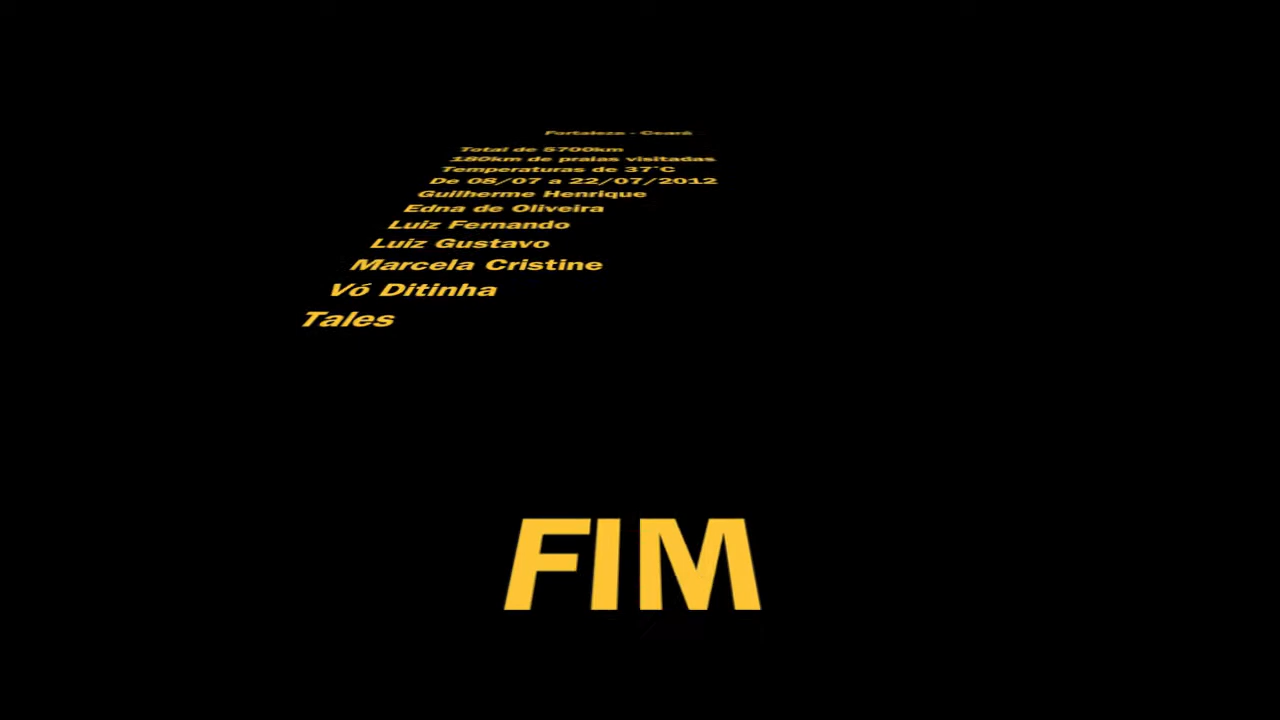 Fortaleza - Ceará
Total de 5700km
180km de praias visitadas
Temperaturas de 37°C
De 08/07 a 22/07/2012
Guilherme Henrique
Edna de Oliveira
Luiz Fernando
Luiz Gustavo
Marcela Cristine
Vó Ditinha
Tales
FIM